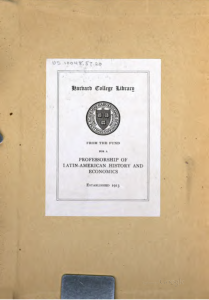 Harvard College Library
FROM THE FUND
FOR A
PROFESSORSHIP OF
LATIN-AMERICAN HISTORY AND
ECONOMICS
ESTABLISHED 1913